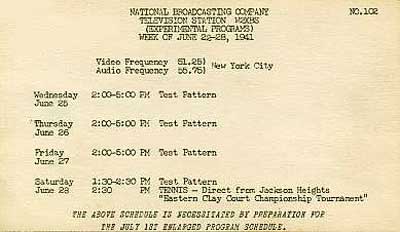 NATIONAL BROADCASTING COMPANY NO.102
TELEVISION STATION W2XBS
(EXPERIMENTAL PROGRAMS)
WEEK OF JUNE 22-28, 1941
Video Frequency 51.25)
Audio Frequency 55.75) New York City
Wednesday 2:00-5:00 PM Test Pattern
June 25
Thursday 2:00-5:00 PM Test Pattern
June 26
Friday 2:00-5:00 PM Test Pattern
June 27
Saturday 1:30-2:30 PM Test Pattern
June 28 2:30 PM TENNIS - Direct from Jackson Heights
"Eastern Clay Court Championship Tournament"
THE ABOVE SCHEDULE IS NECESSITATED BY PREPARATION FOR
THE JULY 1ST ENLARGED PROGRAM SCHEDULE.